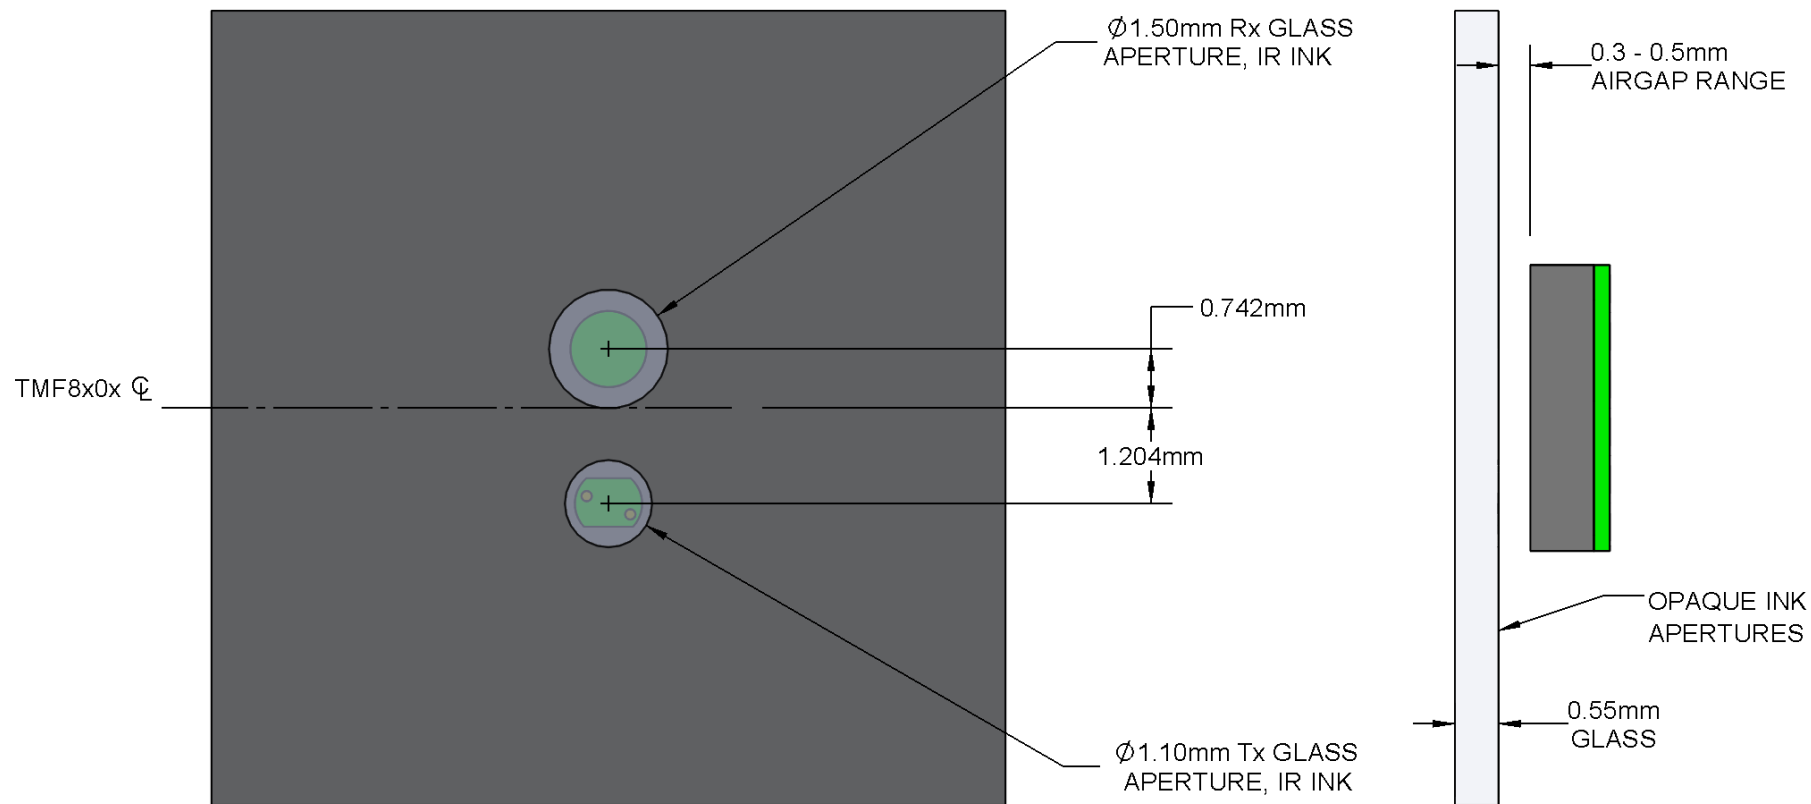 Ø1.50mm Rx GLASS
APERTURE, IR INK
0.3 - 0.5mm
AIRGAP RANGE
0.742mm
TMF8x0x ℄
1.204mm
OPAQUE INK
APERTURES
0.55mm
GLASS
Ø1.10mm Tx GLASS
APERTURE, IR INK